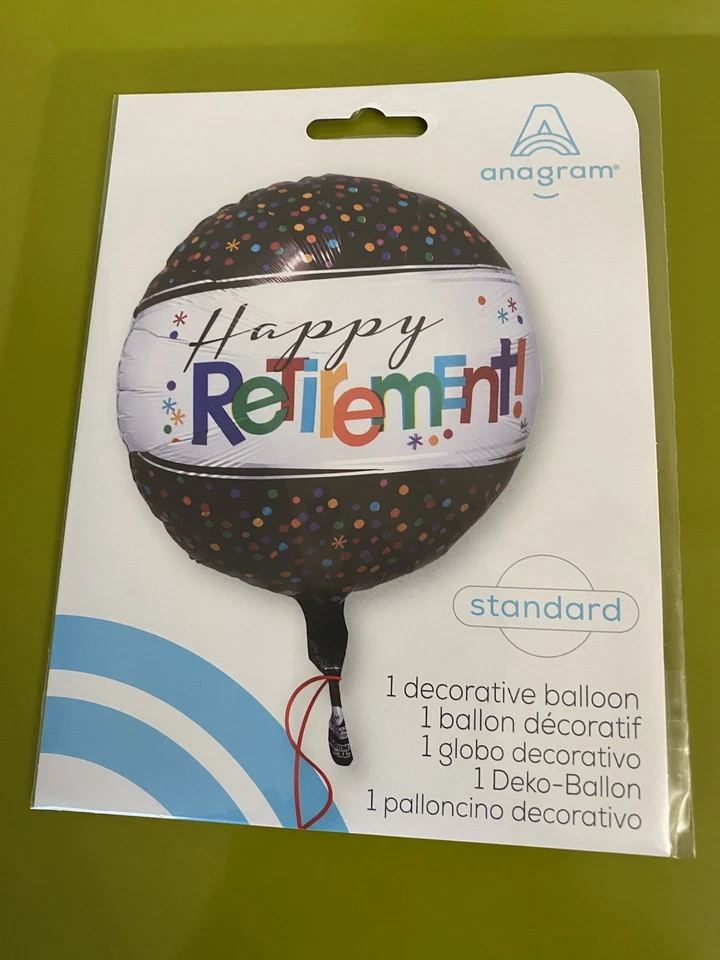 anagram®
Happy
Retirement!
standard
1 decorative balloon
1 ballon décoratif
1 globo decorativo
1 Deko-Ballon
1 palloncino decorativo